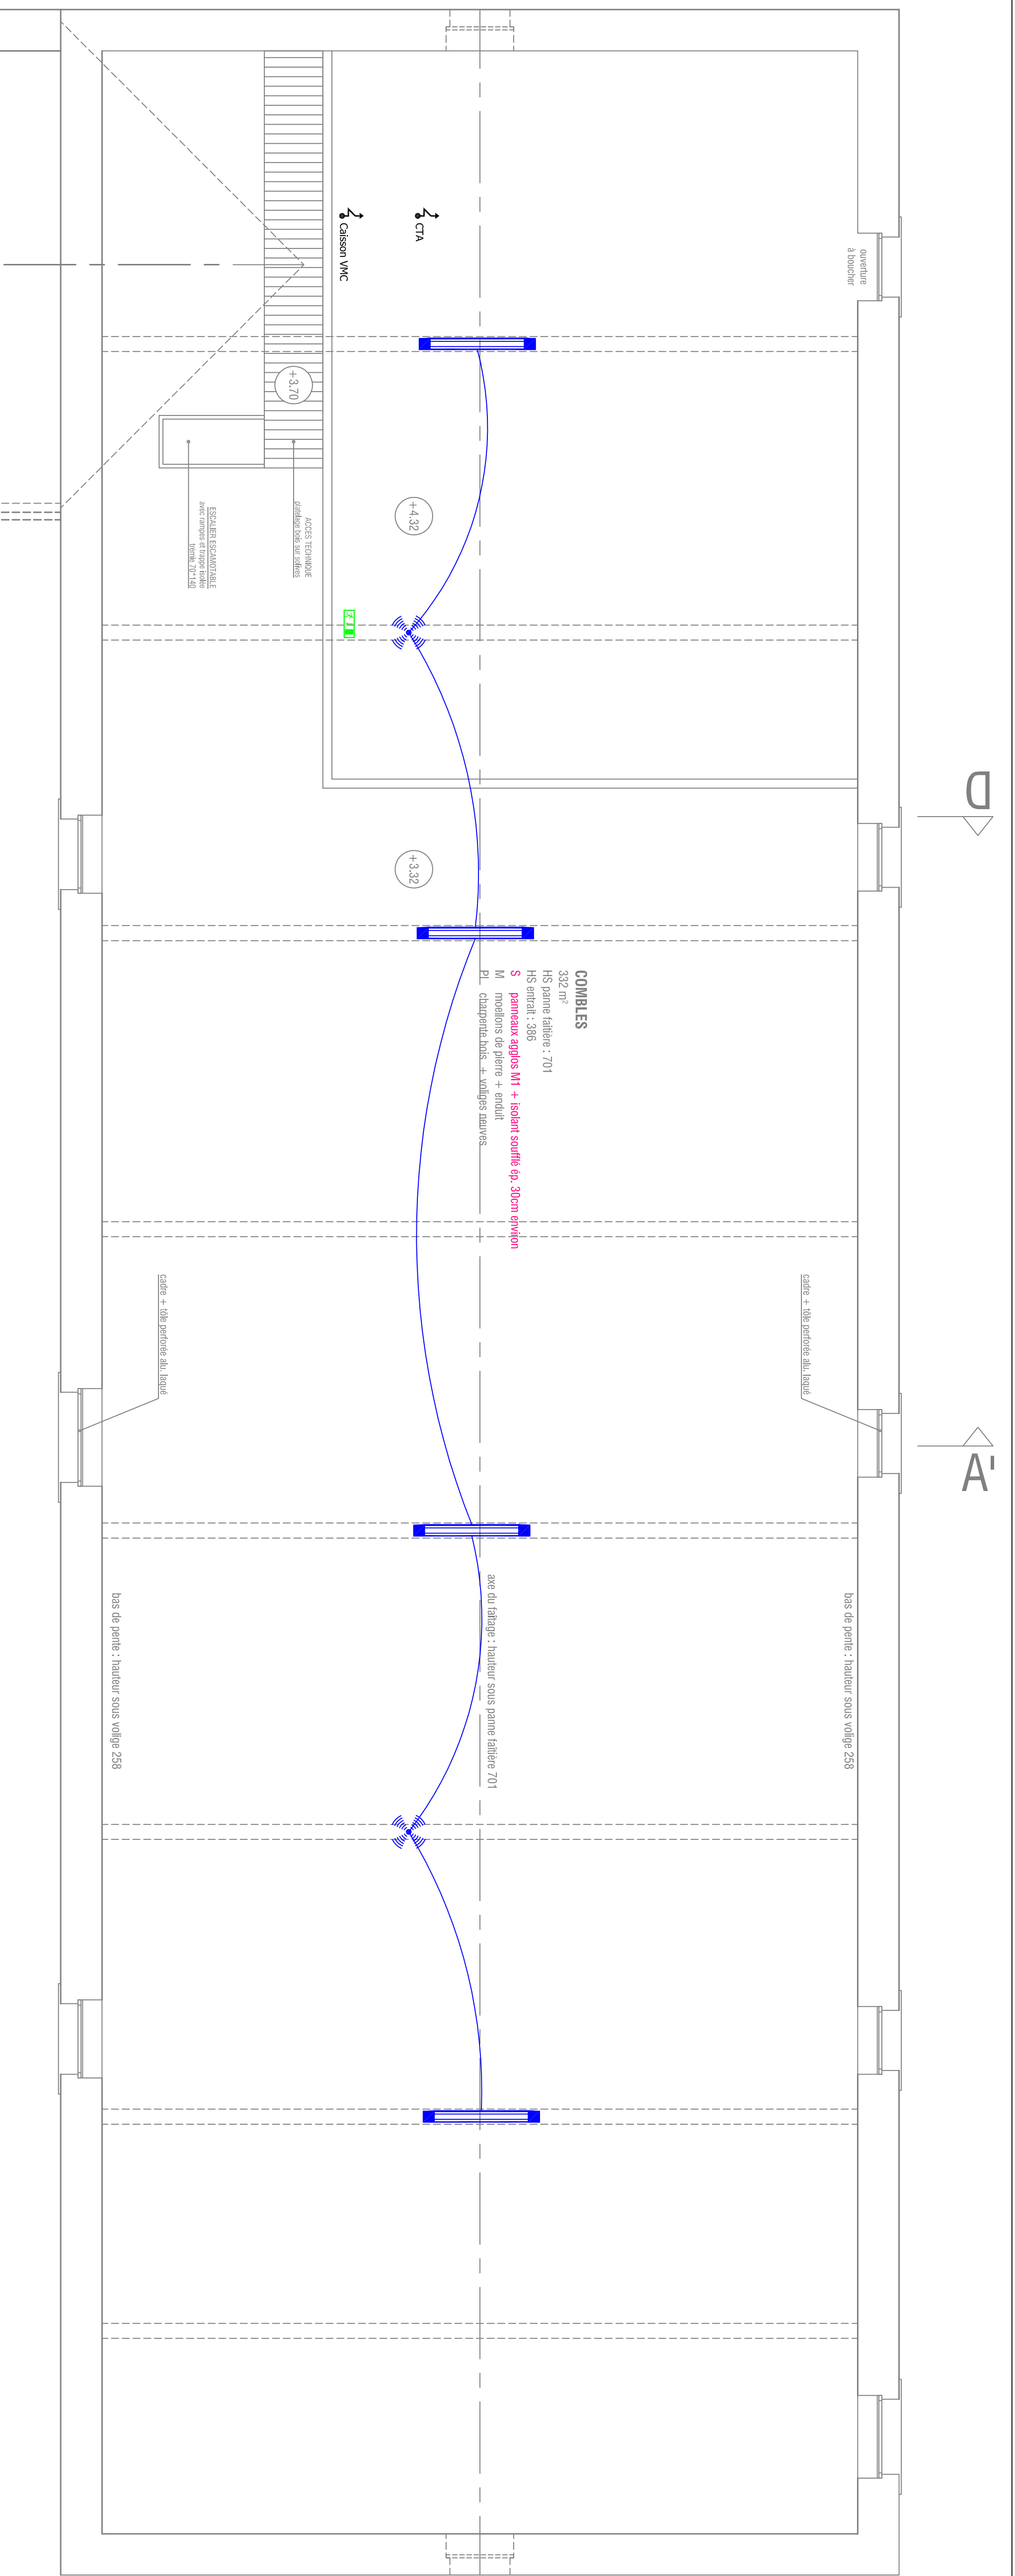 ouverture
à boucher
CTA
Caisson VMC
+3.70
+4.32
ACCES TECHNIQUE
platelage bois sur solives
ESCALIER ESCAMOTABLE
avec rampes et trappe isolée
trémie 70*140
D
+3.32
COMBLES
332 m²
HS panne faîtière : 701
HS entrait : 386
S panneaux agglos M1 + isolant soufflé ép. 30cm environ
M moellons de pierre + enduit
Pl charpente bois + voliges neuves
cadre + tôle perforée alu. laqué
cadre + tôle perforée alu. laqué
A'
bas de pente : hauteur sous volige 258
axe du faîtage : hauteur sous panne faîtière 701
bas de pente : hauteur sous volige 258